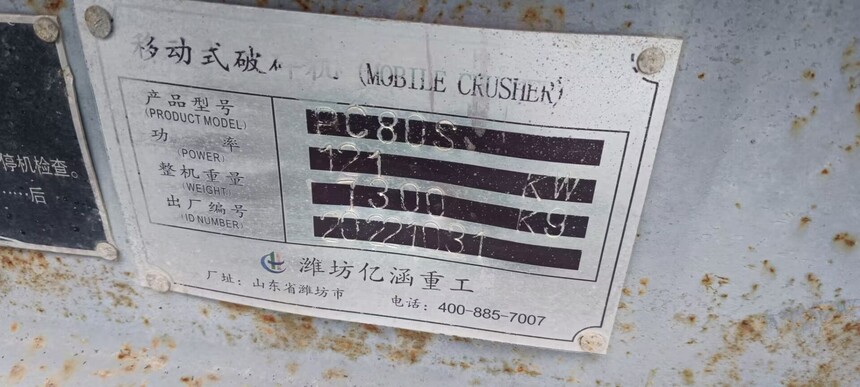 移动式破碎机 (MOBILE CRUSHER)
产品型号 PC80S
(PRODUCT MODEL)
功率 121 KW
(POWER)
整机重量 7300 Kg
(WEIGHT)
出厂编号 20221031
(ID NUMBER)
潍坊亿涵重工
厂址：山东省潍坊市 电话：400-885-7007
停机检查。
……后